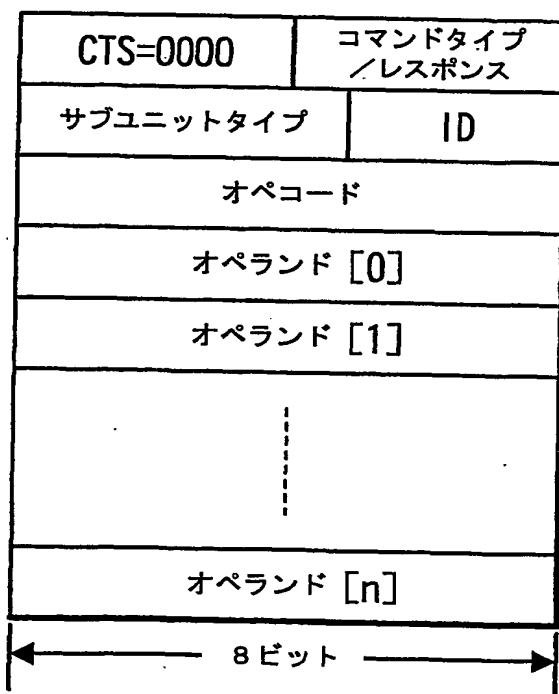 CTS=0000
コマンドタイプ
/レスポンス
サブユニットタイプ
ID
オペコード
オペランド [0]
オペランド [1]
オペランド [n]
8ビット